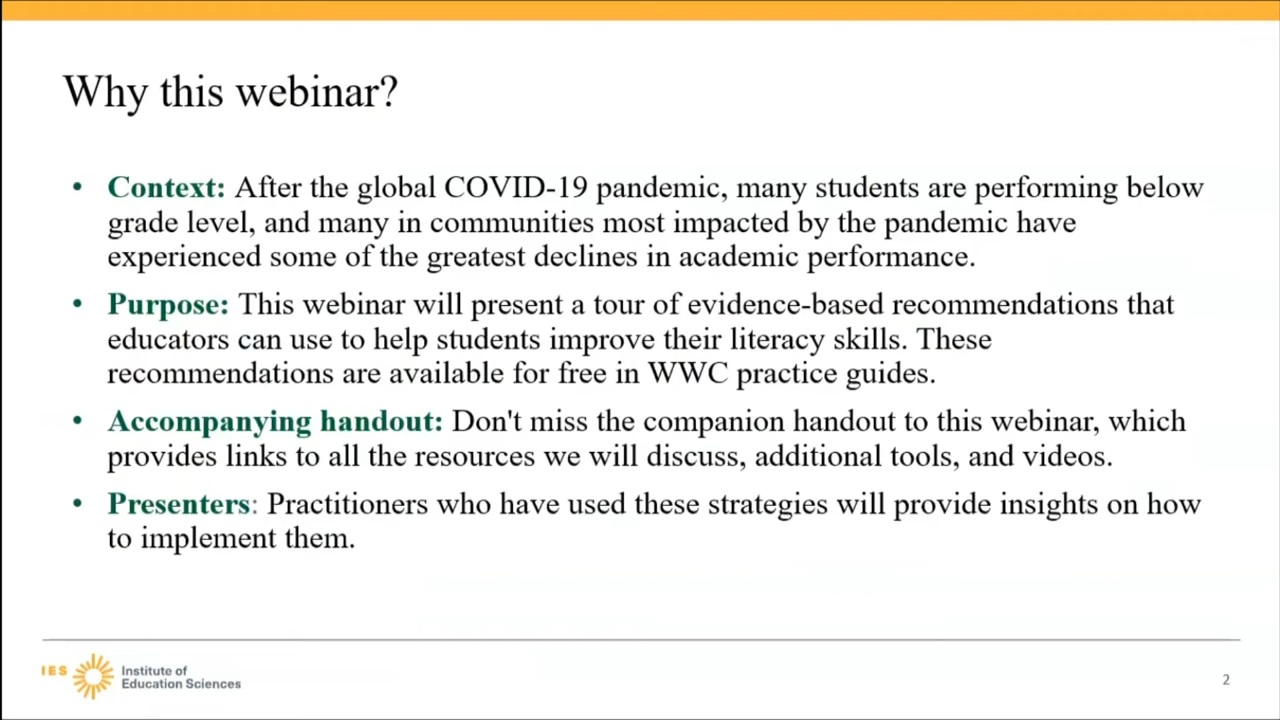 Why this webinar?
• Context: After the global COVID-19 pandemic, many students are performing below
grade level, and many in communities most impacted by the pandemic have
experienced some of the greatest declines in academic performance.
• Purpose: This webinar will present a tour of evidence-based recommendations that
educators can use to help students improve their literacy skills. These
recommendations are available for free in WWC practice guides.
• Accompanying handout: Don't miss the companion handout to this webinar, which
provides links to all the resources we will discuss, additional tools, and videos.
• Presenters: Practitioners who have used these strategies will provide insights on how
to implement them.
IES
Institute of
Education Sciences
2